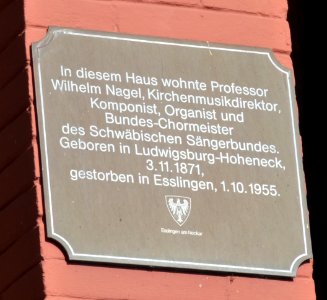 In diesem Haus wohnte Professor
Wilhelm Nagel, Kirchenmusikdirektor,
Komponist, Organist und
Bundes-Chormeister
des Schwäbischen Sängerbundes.
Geboren in Ludwigsburg-Hoheneck,
3.11.1871,
gestorben in Esslingen, 1.10.1955.
Esslingen am Neckar